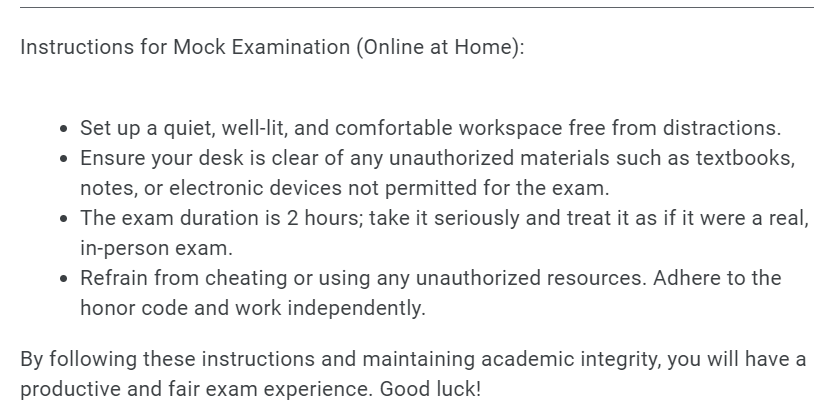 Instructions for Mock Examination (Online at Home):
• Set up a quiet, well-lit, and comfortable workspace free from distractions.
• Ensure your desk is clear of any unauthorized materials such as textbooks,
notes, or electronic devices not permitted for the exam.
• The exam duration is 2 hours; take it seriously and treat it as if it were a real,
in-person exam.
• Refrain from cheating or using any unauthorized resources. Adhere to the
honor code and work independently.
By following these instructions and maintaining academic integrity, you will have a
productive and fair exam experience. Good luck!